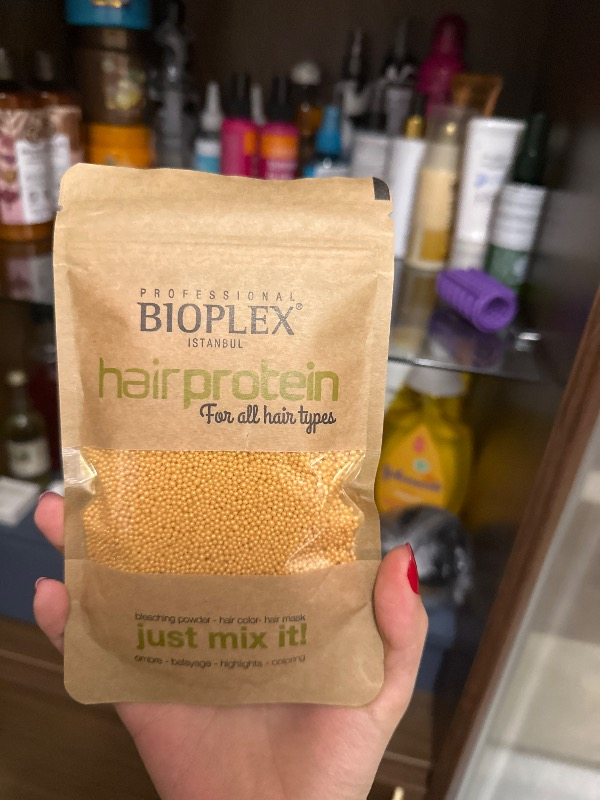 PROFESSIONAL
BIOPLEX®
ISTANBUL
hairprotein
For all hair types
bleaching powder - hair color- hair mask
just mix it!
ombre - balayage - highlights - coloring
Johnson's